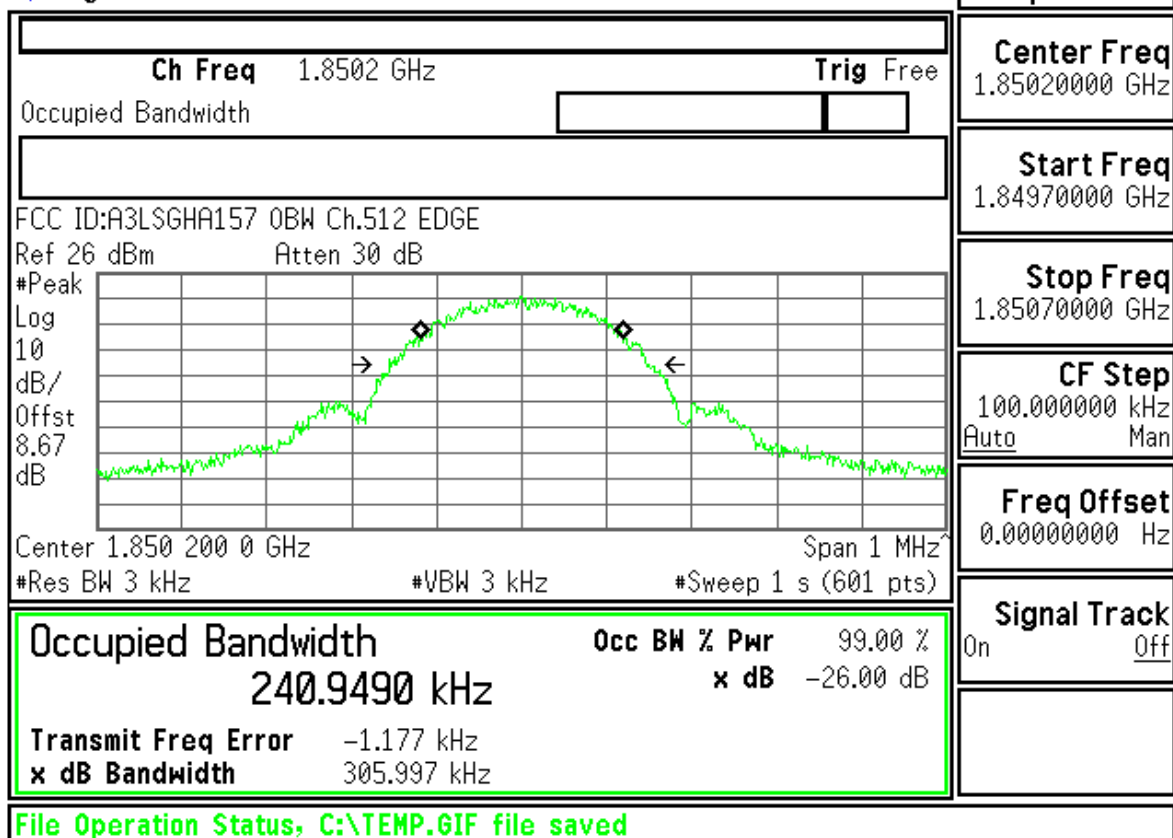 Ch Freq 1.8502 GHz Trig Free
Occupied Bandwidth
FCC ID:A3LSGHA157 OBW Ch.512 EDGE
Ref 26 dBm Atten 30 dB
#Peak
Log
10
dB/
Offst
8.67
dB
Center 1.850 200 0 GHz Span 1 MHz^
#Res BW 3 kHz #VBW 3 kHz #Sweep 1 s (601 pts)
Occupied Bandwidth
240.9490 kHz
Occ BW % Pwr 99.00 %
x dB -26.00 dB
Transmit Freq Error -1.177 kHz
x dB Bandwidth 305.997 kHz
File Operation Status, C:\TEMP.GIF file saved
Center Freq
1.85020000 GHz
Start Freq
1.84970000 GHz
Stop Freq
1.85070000 GHz
CF Step
100.000000 kHz
Auto Man
Freq Offset
0.00000000 Hz
Signal Track
On Off